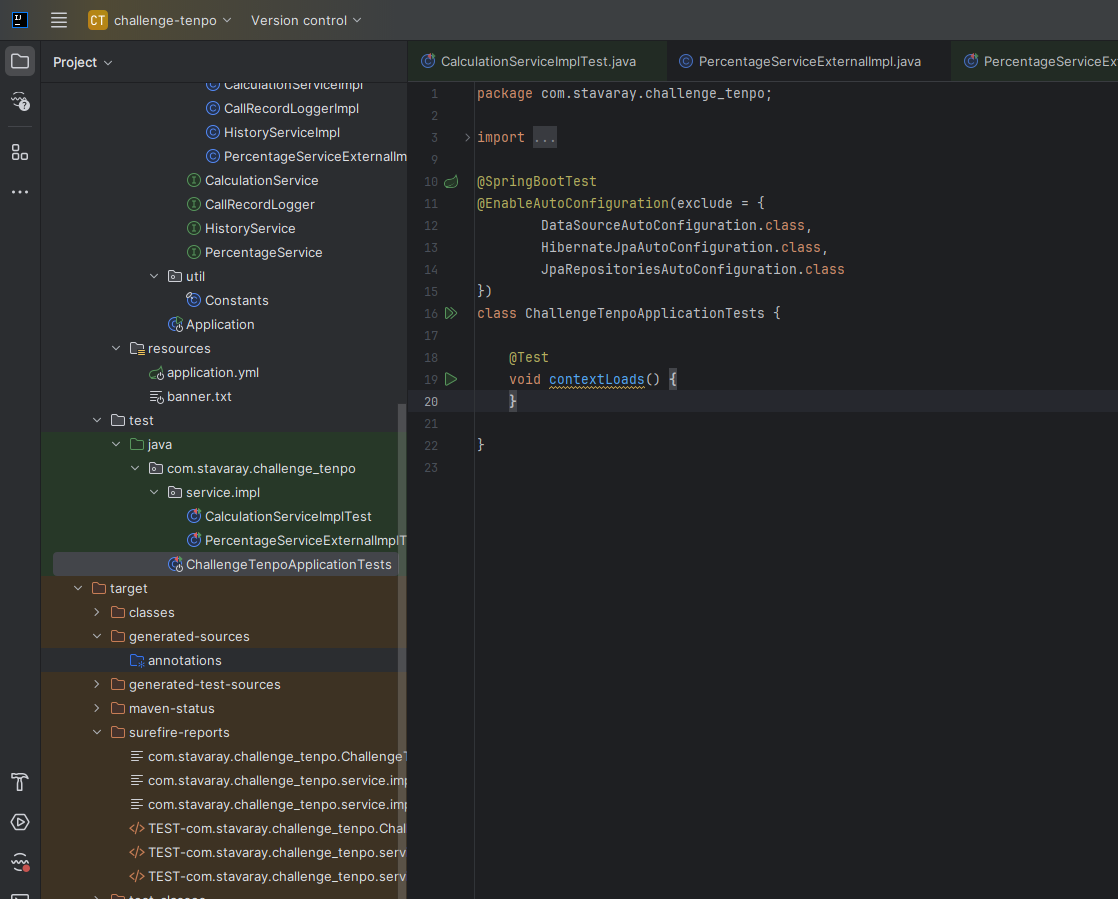 CT challenge-tenpo Version control
Project
CalculationServiceImplTest.java PercentageServiceExternalImpl.java PercentageServiceEx
CalculationServiceImpl
CallRecordLoggerImpl
HistoryServiceImpl
PercentageServiceExternalIm
CalculationService
CallRecordLogger
HistoryService
PercentageService
util
Constants
Application
resources
application.yml
banner.txt
test
java
com.stavaray.challenge_tenpo
service.impl
CalculationServiceImplTest
PercentageServiceExternalImplT
ChallengeTenpoApplicationTests
target
classes
generated-sources
annotations
generated-test-sources
maven-status
surefire-reports
com.stavaray.challenge_tenpo.ChallengeT
com.stavaray.challenge_tenpo.service.imp
com.stavaray.challenge_tenpo.service.imp
TEST-com.stavaray.challenge_tenpo.Chal
TEST-com.stavaray.challenge_tenpo.serv
TEST-com.stavaray.challenge_tenpo.serv
test-classes
1 package com.stavaray.challenge_tenpo;
2
3 import ...
9
10 @SpringBootTest
11 @EnableAutoConfiguration(exclude = {
12 DataSourceAutoConfiguration.class,
13 HibernateJpaAutoConfiguration.class,
14 JpaRepositoriesAutoConfiguration.class
15 })
16 class ChallengeTenpoApplicationTests {
17
18 @Test
19 void contextLoads() {
20 }
21
22 }
23